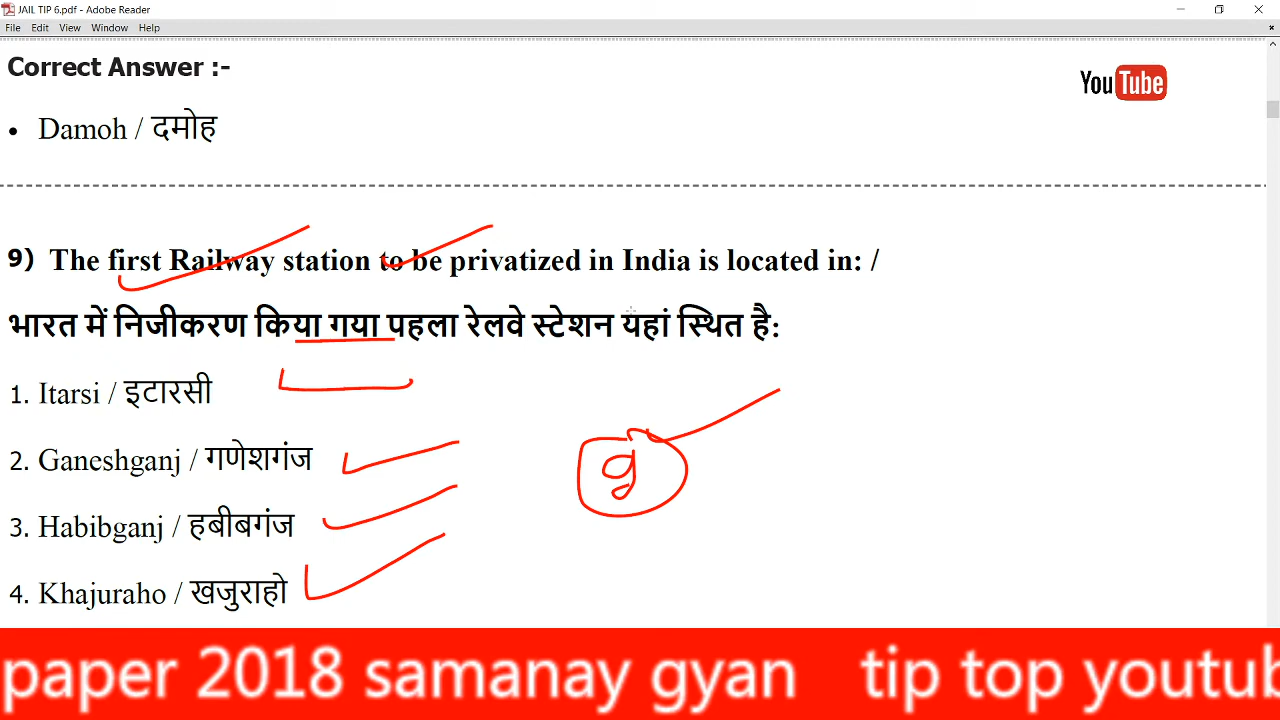 JAIL TIP 6.pdf - Adobe Reader
File Edit View Window Help
Correct Answer :-
YouTube
• Damoh / दमोह
9) The first Railway station to be privatized in India is located in: /
भारत में निजीकरण किया गया पहला रेलवे स्टेशन यहां स्थित है:
1. Itarsi / इटारसी
2. Ganeshganj / गणेशगंज
3. Habibganj / हबीबगंज
4. Khajuraho / खजुराहो
paper 2018 samanay gyan tip top youtub